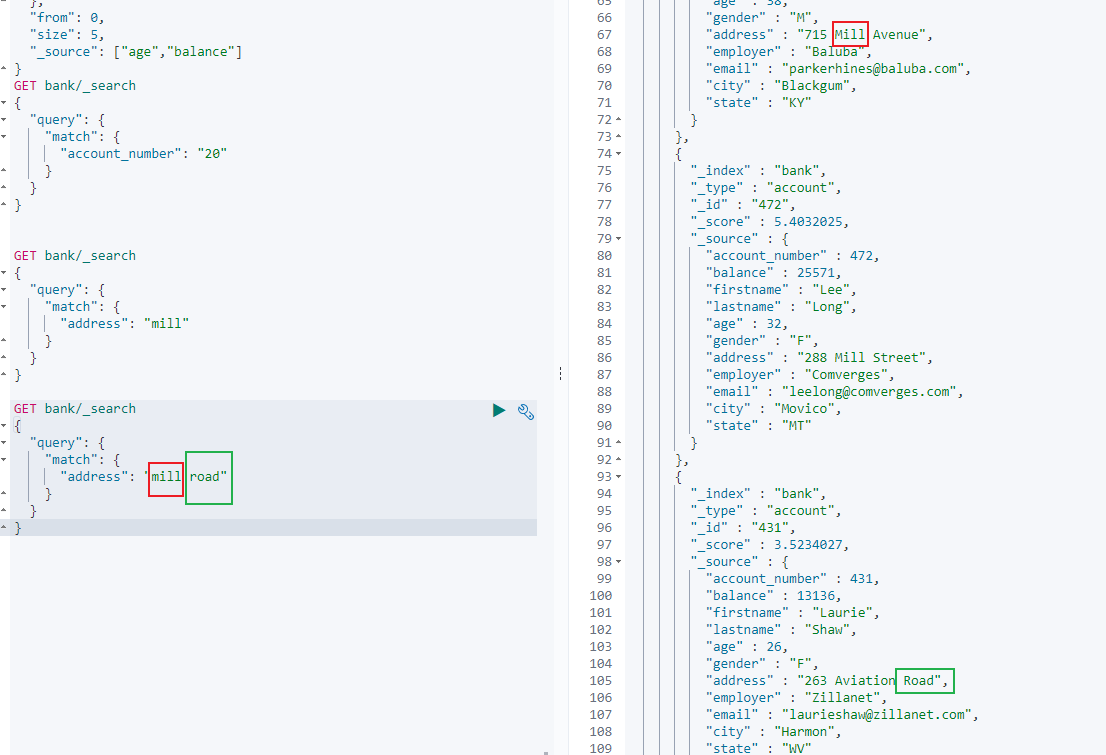 },
"from": 0,
"size": 5,
"_source": ["age","balance"]
}
GET bank/_search
{
"query": {
"match": {
"account_number": "20"
}
}
}
GET bank/_search
{
"query": {
"match": {
"address": "mill"
}
}
}
GET bank/_search
{
"query": {
"match": {
"address": "mill road"
}
}
}
65 "age" : 38,
66 "gender" : "M",
67 "address" : "715 Mill Avenue",
68 "employer" : "Baluba",
69 "email" : "parkerhines@baluba.com",
70 "city" : "Blackgum",
71 "state" : "KY"
72 }
73 },
74 {
75 "_index" : "bank",
76 "_type" : "account",
77 "_id" : "472",
78 "_score" : 5.4032025,
79 "_source" : {
80 "account_number" : 472,
81 "balance" : 25571,
82 "firstname" : "Lee",
83 "lastname" : "Long",
84 "age" : 32,
85 "gender" : "F",
86 "address" : "288 Mill Street",
87 "employer" : "Comverges",
88 "email" : "leelong@comverges.com",
89 "city" : "Movico",
90 "state" : "MT"
91 }
92 },
93 {
94 "_index" : "bank",
95 "_type" : "account",
96 "_id" : "431",
97 "_score" : 3.5234027,
98 "_source" : {
99 "account_number" : 431,
100 "balance" : 13136,
101 "firstname" : "Laurie",
102 "lastname" : "Shaw",
103 "age" : 26,
104 "gender" : "F",
105 "address" : "263 Aviation Road",
106 "employer" : "Zillanet",
107 "email" : "laurieshaw@zillanet.com",
108 "city" : "Harmon",
109 "state" : "WV"